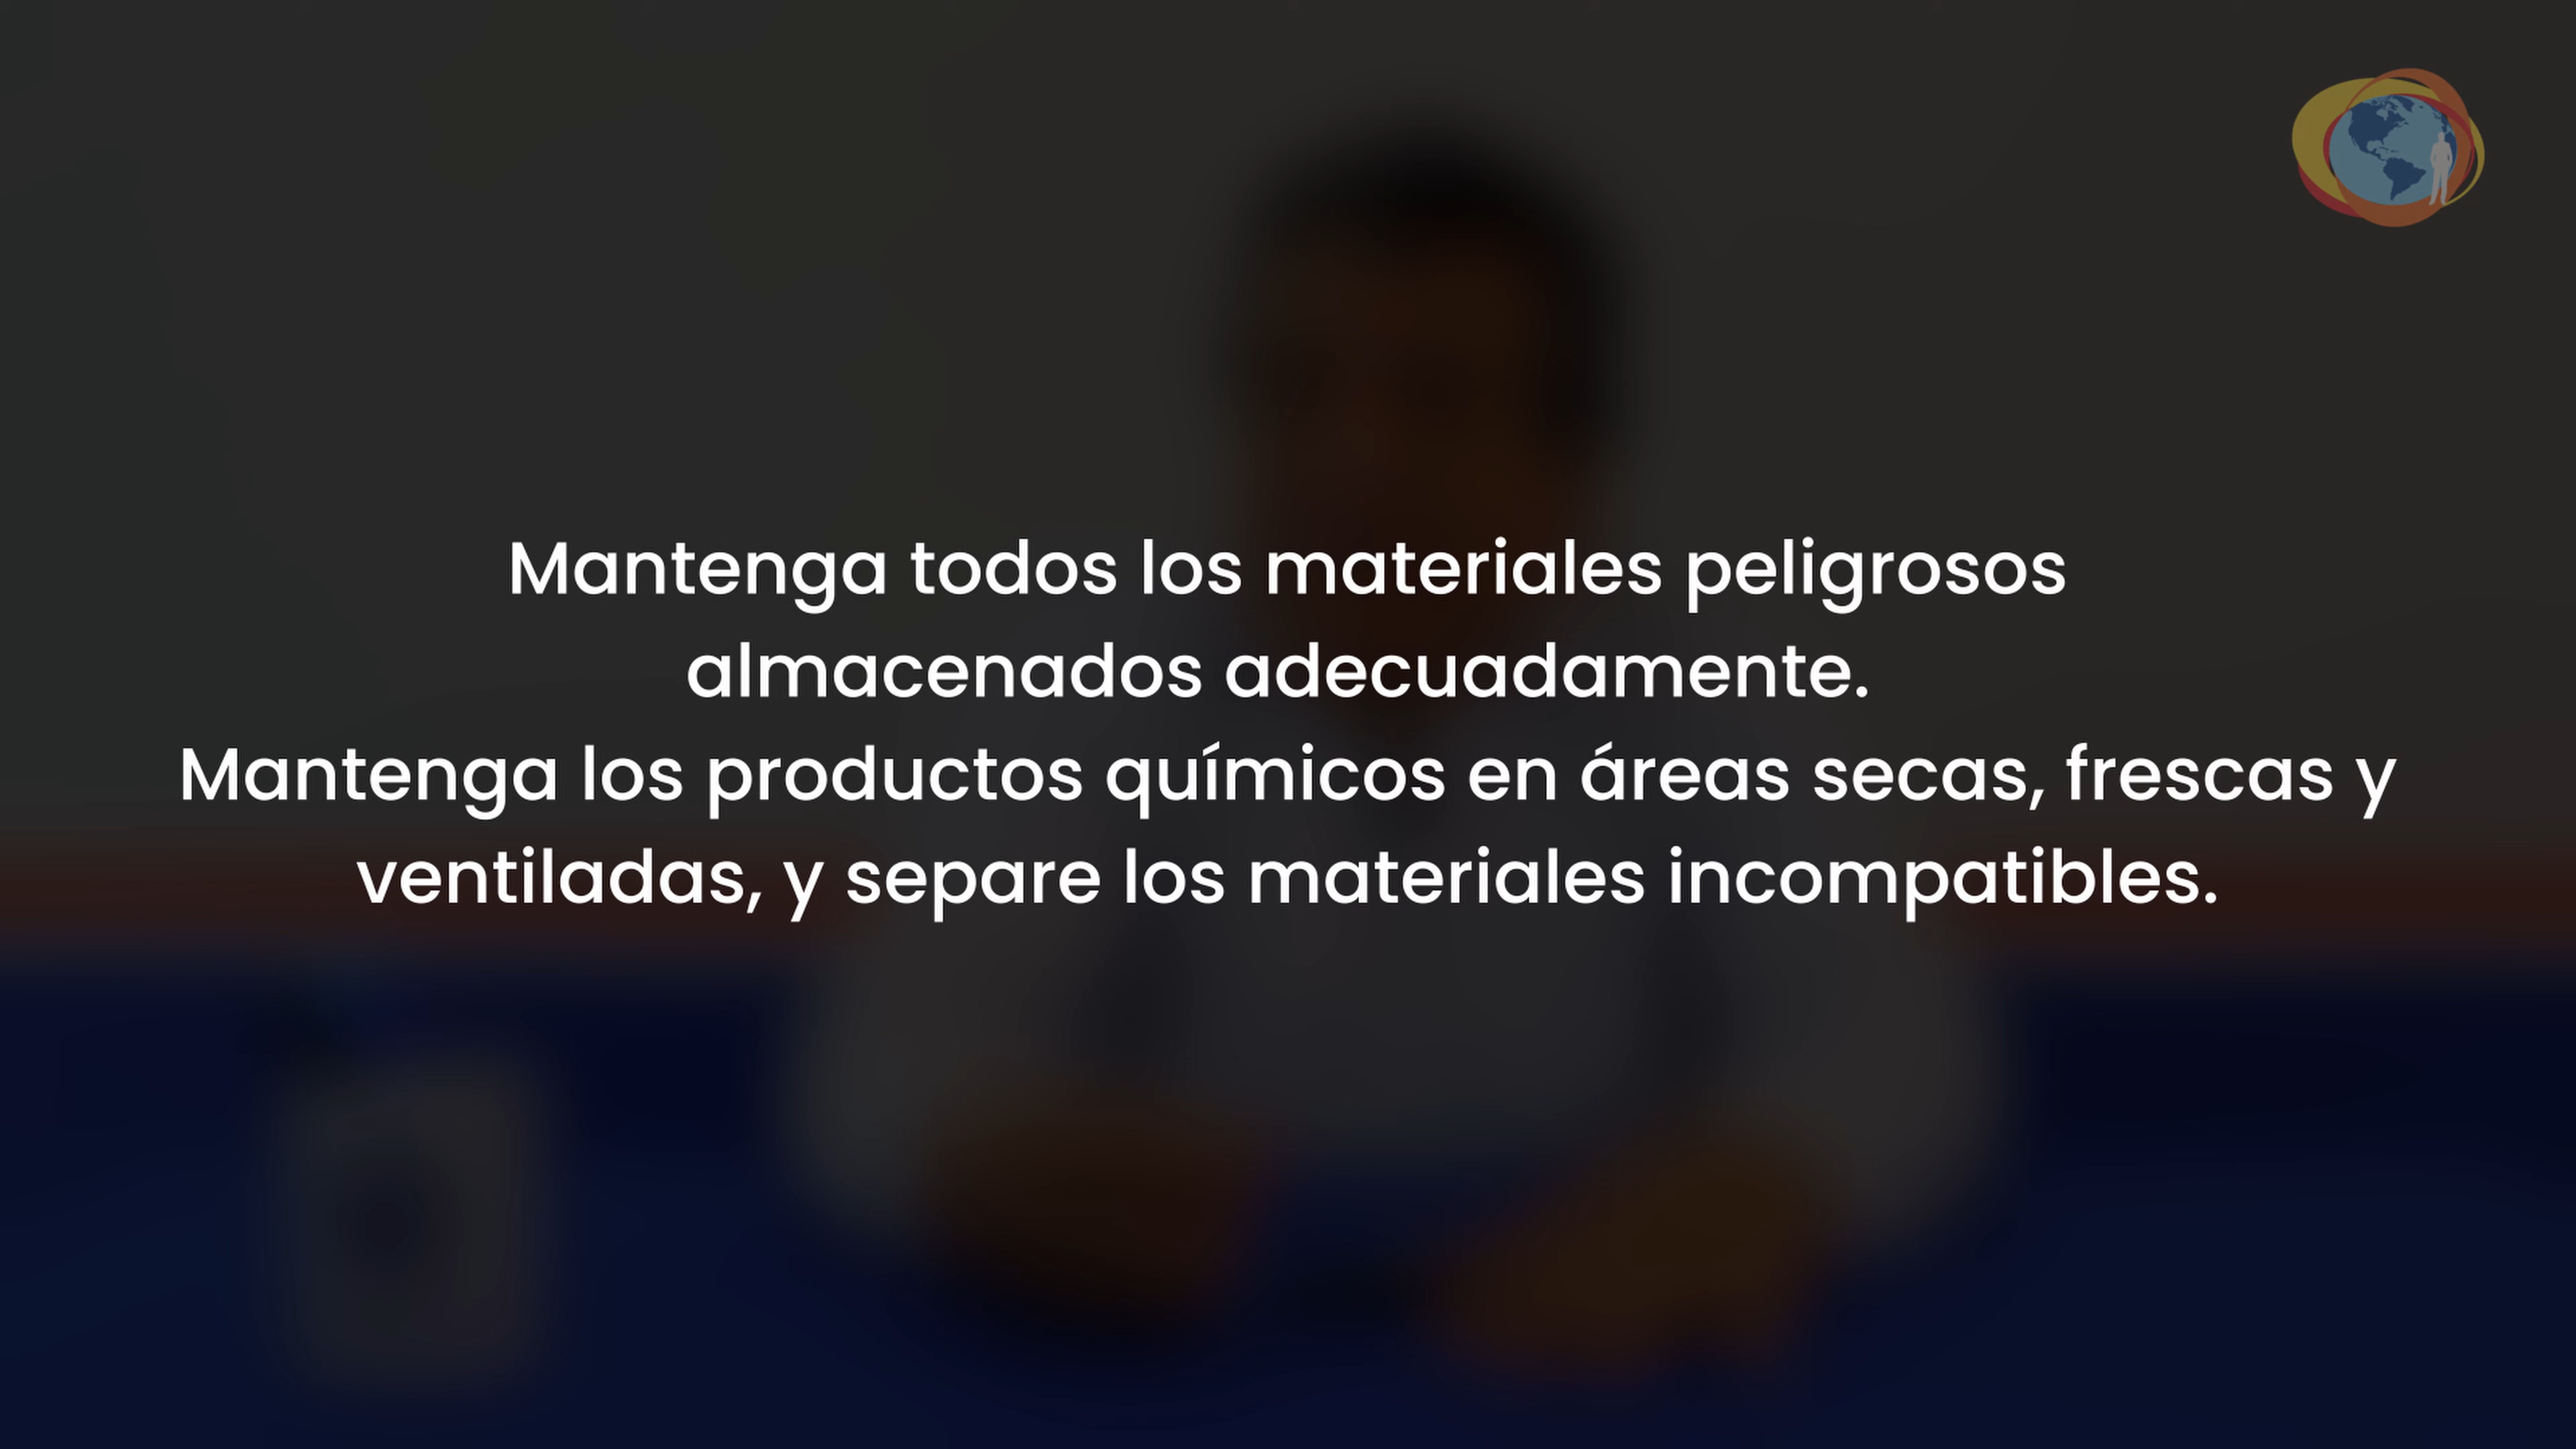 Mantenga todos los materiales peligrosos
almacenados adecuadamente.
Mantenga los productos químicos en áreas secas, frescas y
ventiladas, y separe los materiales incompatibles.